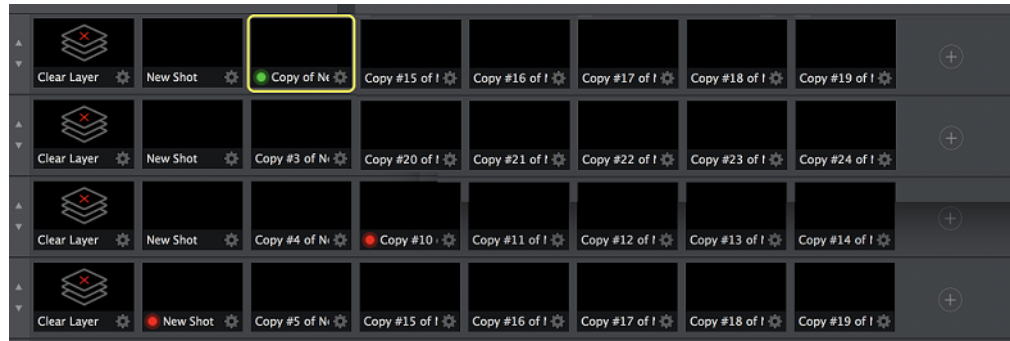 Clear Layer New Shot Copy of Ne Copy #15 of Copy #16 of Copy #17 of Copy #18 of Copy #19 of
Clear Layer New Shot Copy #3 of Ne Copy #20 of Copy #21 of Copy #22 of Copy #23 of Copy #24 of
Clear Layer New Shot Copy #4 of Ne Copy #10 Copy #11 of Copy #12 of Copy #13 of Copy #14 of
Clear Layer New Shot Copy #5 of Ne Copy #15 of Copy #16 of Copy #17 of Copy #18 of Copy #19 of